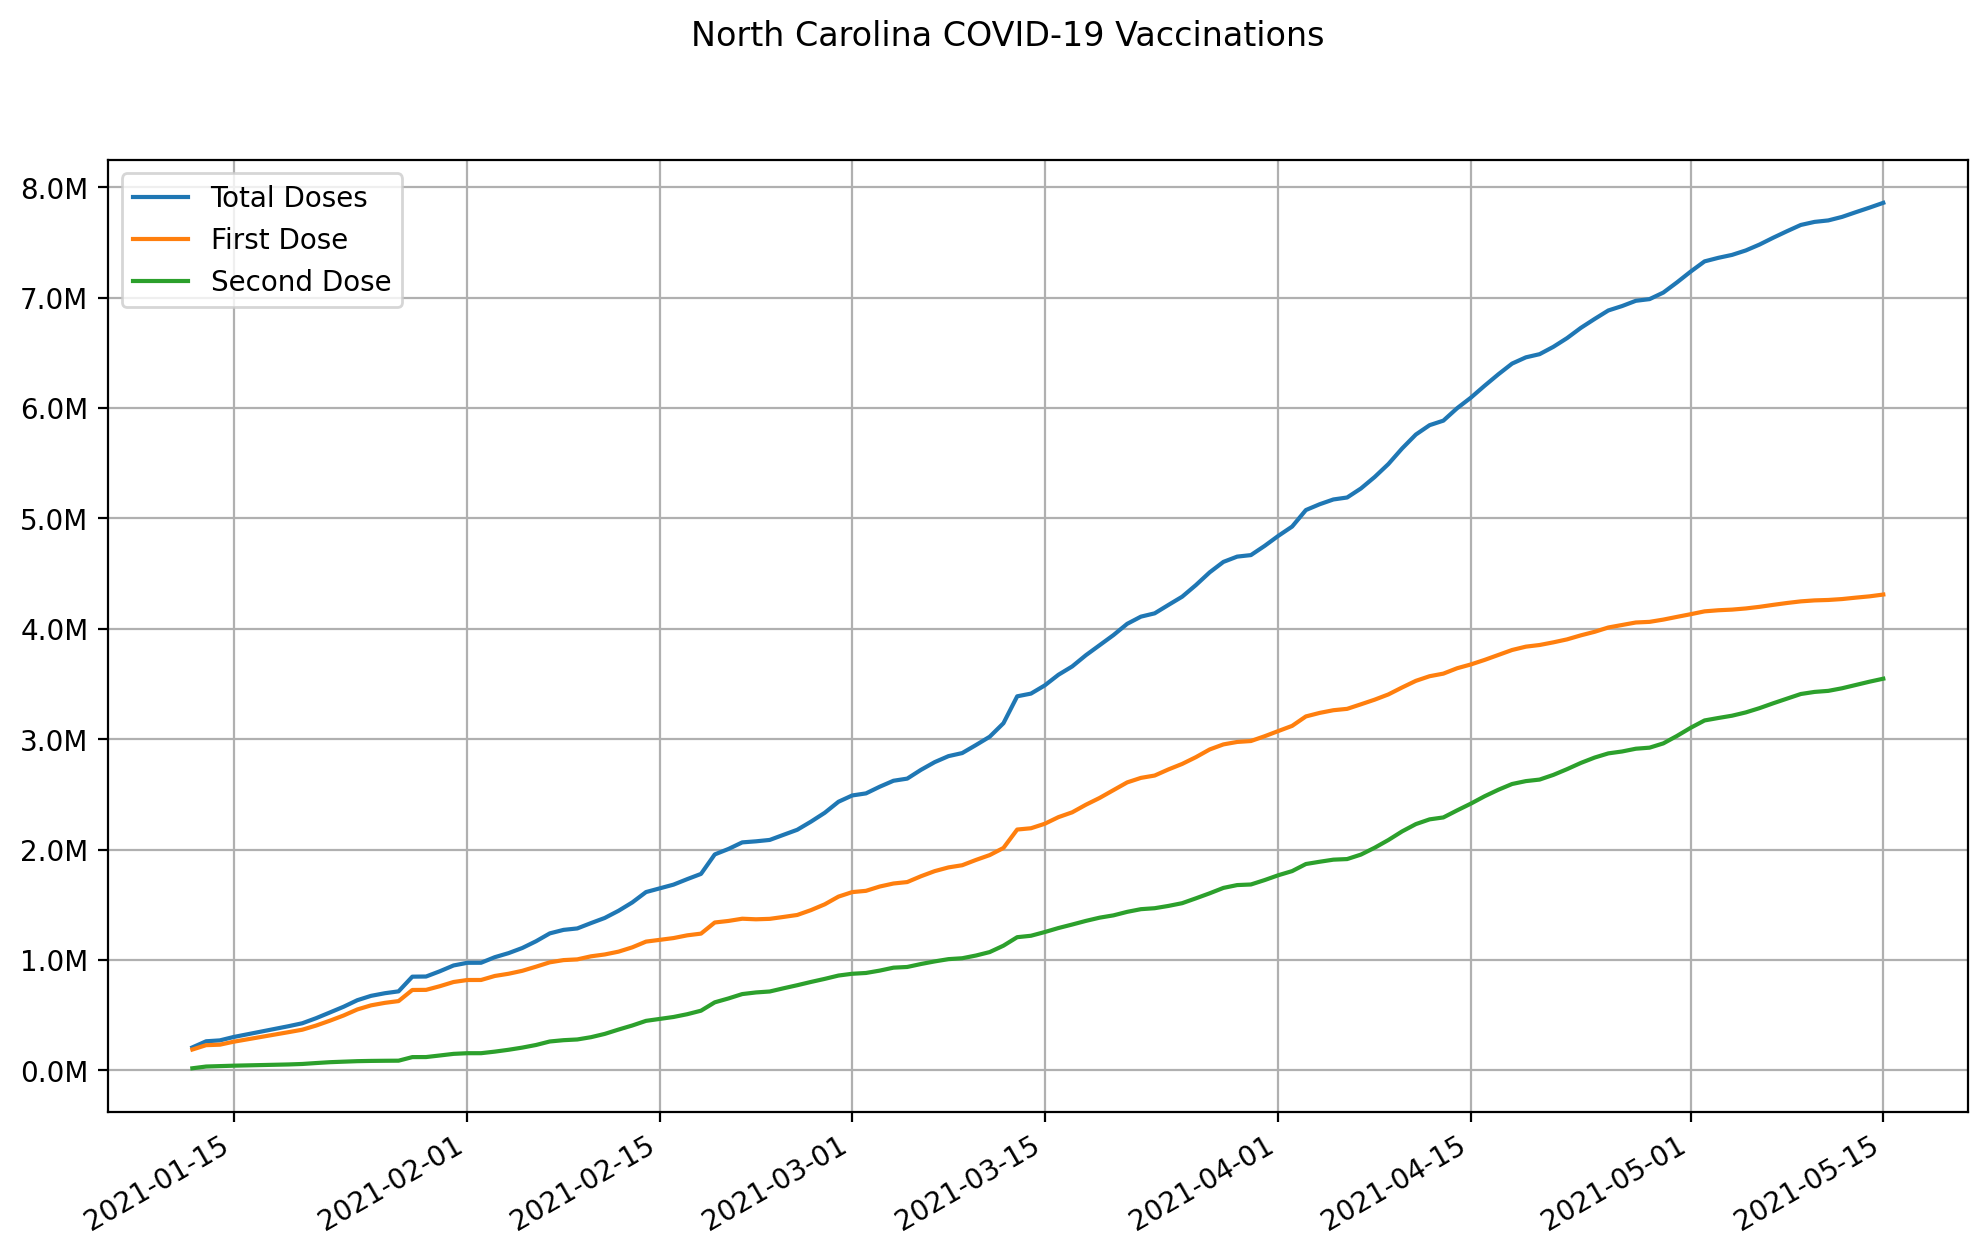 North Carolina COVID-19 Vaccinations
Total Doses
First Dose
Second Dose
8.0M
7.0M
6.0M
5.0M
4.0M
3.0M
2.0M
1.0M
0.0M
2021-01-15
2021-02-01
2021-02-15
2021-03-01
2021-03-15
2021-04-01
2021-04-15
2021-05-01
2021-05-15